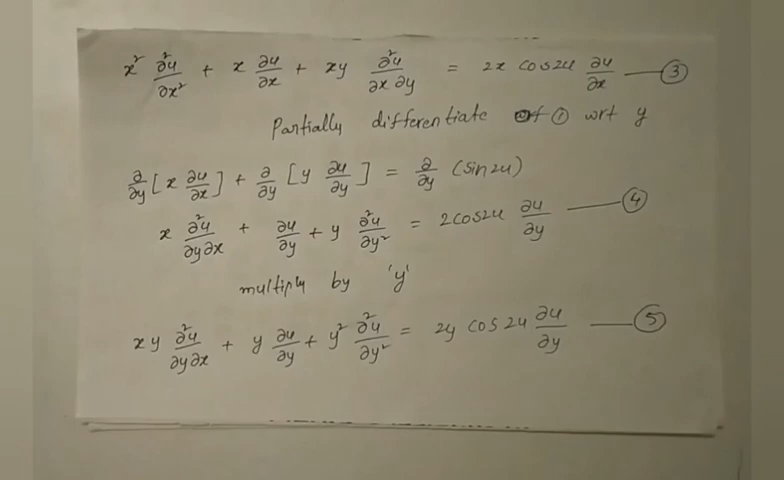 x² ∂²u/∂x² + x ∂u/∂x + xy ∂²u/∂x∂y = 2x cos2u ∂u/∂x —③
Partially differentiate of ① wrt y
∂/∂y [x ∂u/∂x] + ∂/∂y [y ∂u/∂y] = ∂/∂y (sin2u)
x ∂²u/∂y∂x + ∂u/∂y + y ∂²u/∂y² = 2cos2u ∂u/∂y —④
multiply by 'y'
xy ∂²u/∂y∂x + y ∂u/∂y + y² ∂²u/∂y² = 2y cos2u ∂u/∂y —⑤